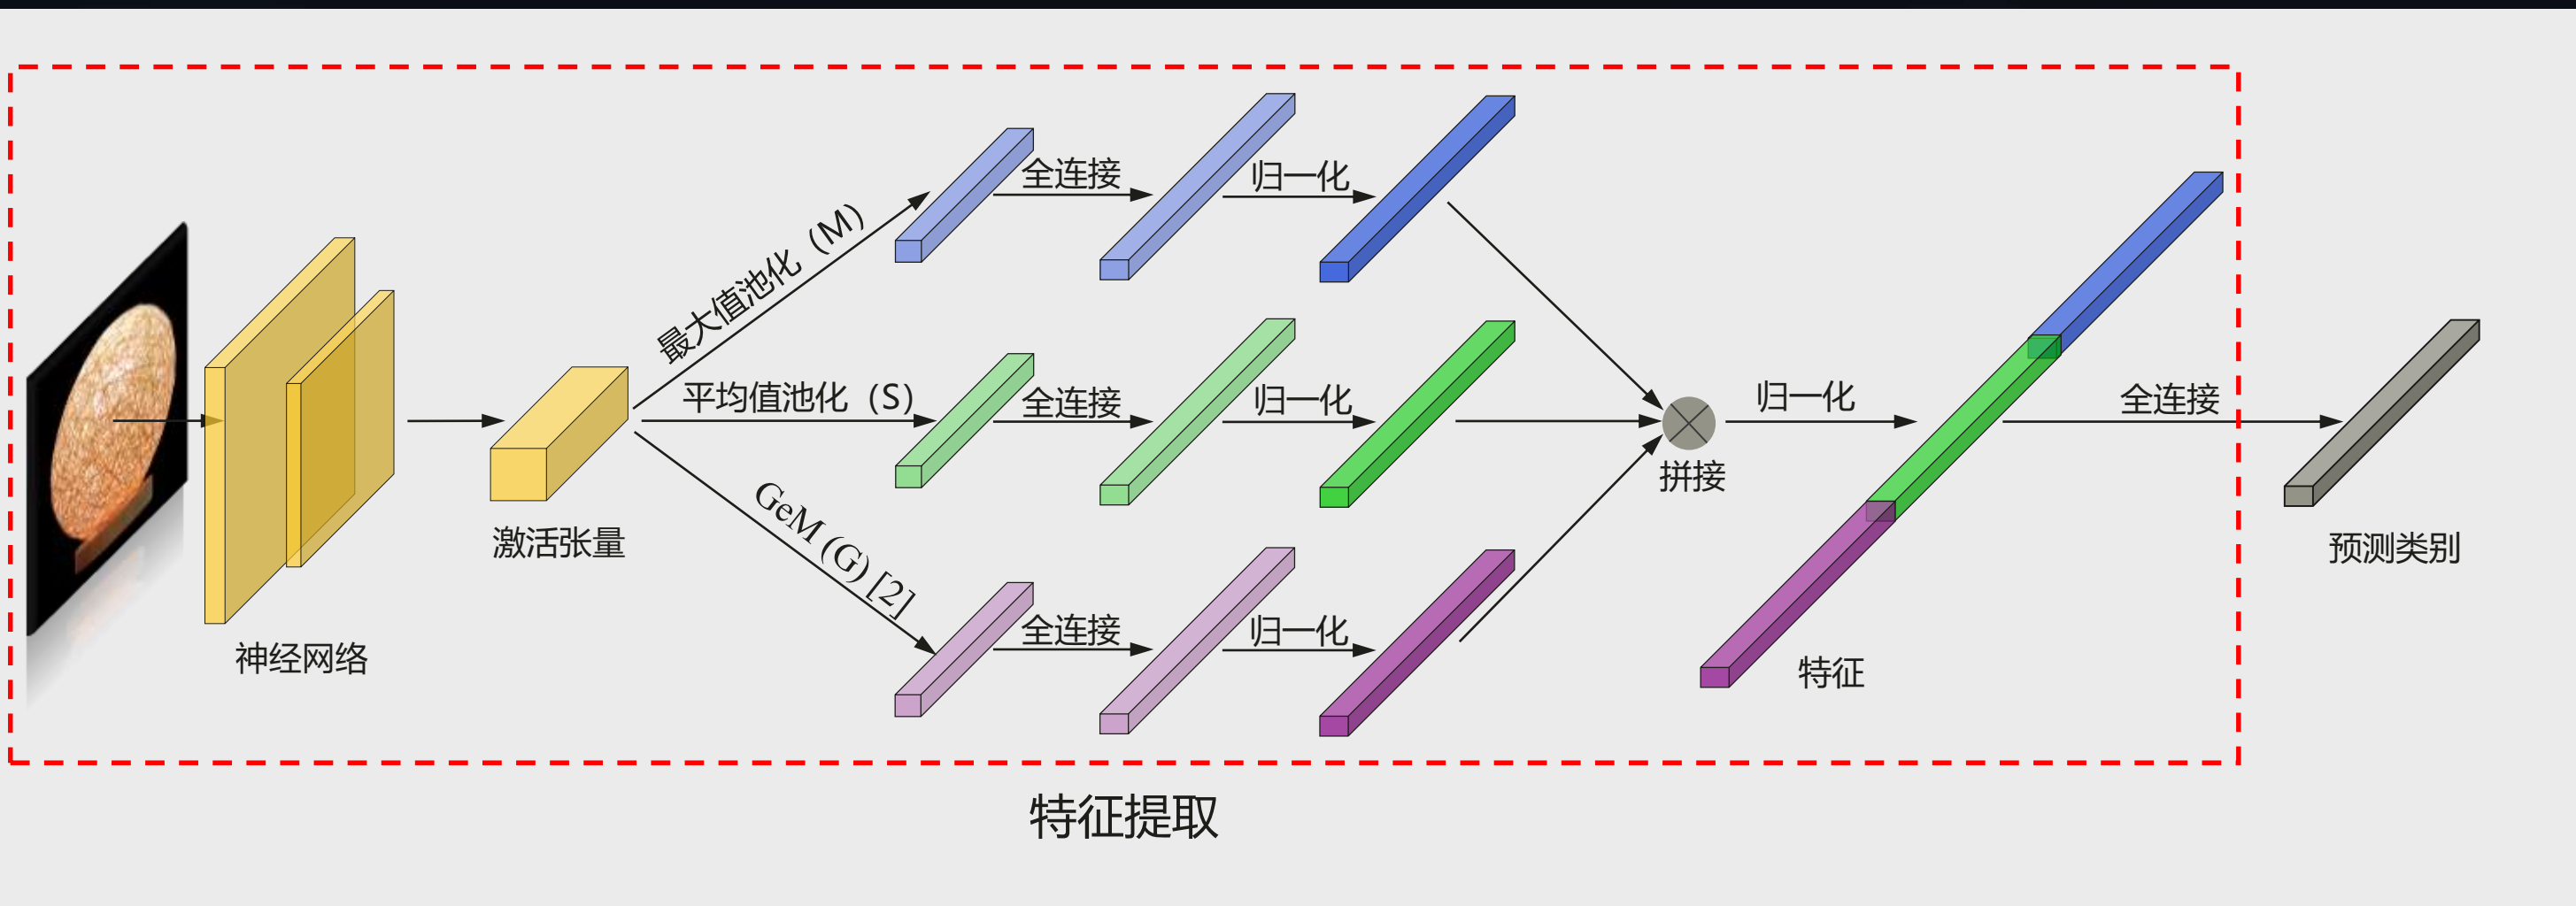 神经网络
激活张量
最大值池化（M）
全连接
归一化
平均值池化（S）
全连接
归一化
GeM (G) [2]
全连接
归一化
拼接
归一化
特征
全连接
预测类别
特征提取